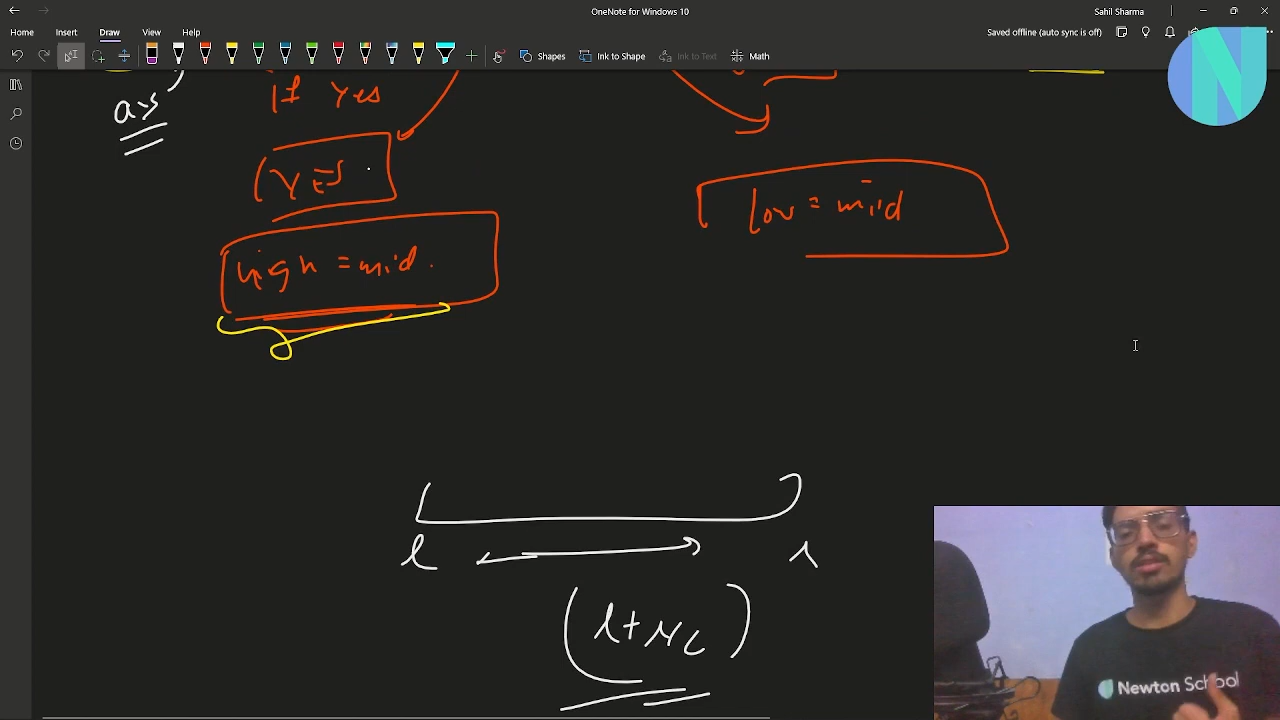 OneNote for Windows 10
Sahil Sharma
Home Insert Draw View Help
Saved offline (auto sync is off)
Shapes Ink to Shape Ink to Text Math
If Yes
ans
YES
low = mid
high = mid
l
r
Newton School